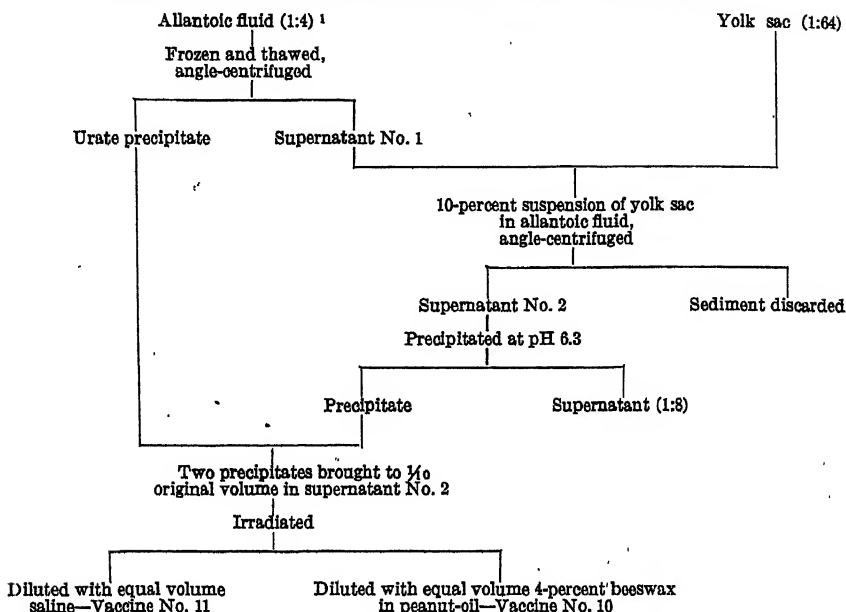 Allantoic fluid (1:4) ¹
Yolk sac (1:64)
Frozen and thawed,
angle-centrifuged
Urate precipitate
Supernatant No. 1
10-percent suspension of yolk sac
in allantoic fluid,
angle-centrifuged
Supernatant No. 2
Sediment discarded
Precipitated at pH 6.3
Precipitate
Supernatant (1:8)
Two precipitates brought to 1/10
original volume in supernatant No. 2
Irradiated
Diluted with equal volume
saline—Vaccine No. 11
Diluted with equal volume 4-percent beeswax
in peanut-oil—Vaccine No. 10